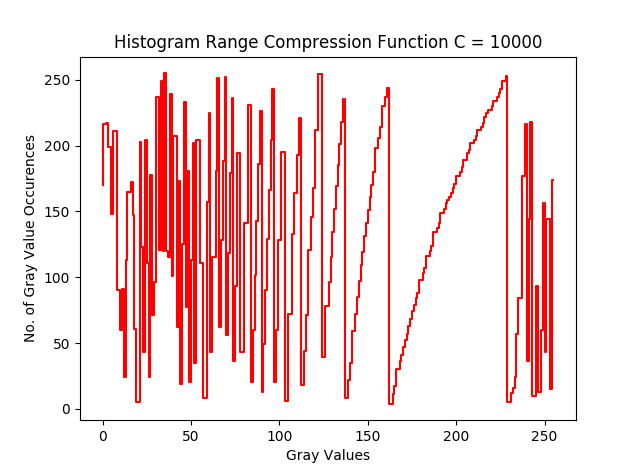 Histogram Range Compression Function C = 10000
250
200
150
100
50
0
No. of Gray Value Occurences
0 50 100 150 200 250
Gray Values